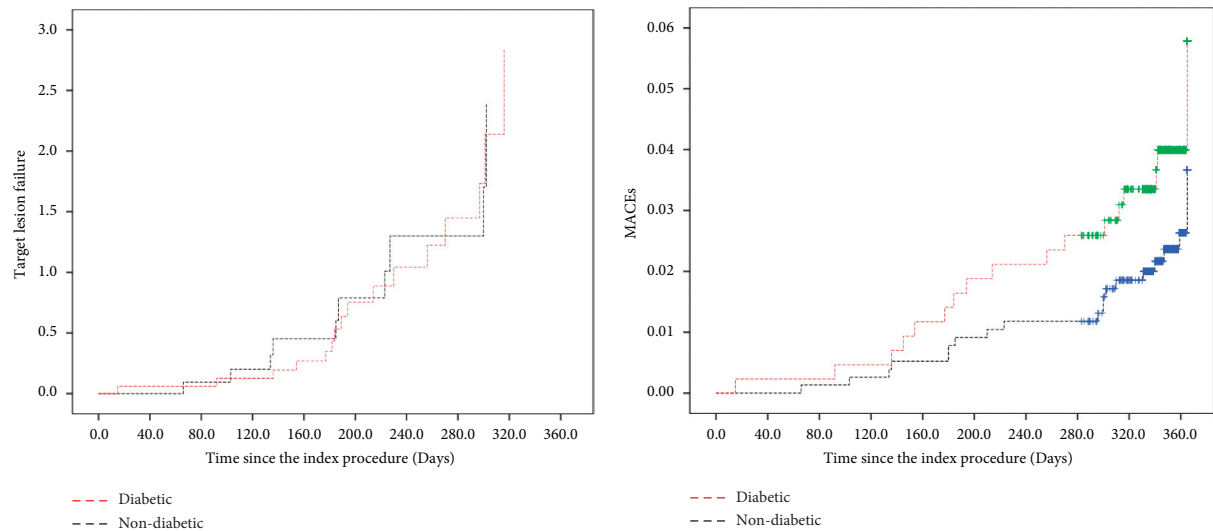 Target lesion failure
3.0
2.5
2.0
1.5
1.0
0.5
0.0
0.0 40.0 80.0 120.0 160.0 200.0 240.0 280.0 320.0 360.0
Time since the index procedure (Days)
Diabetic
Non-diabetic
MACEs
0.06
0.05
0.04
0.03
0.02
0.01
0.00
0.0 40.0 80.0 120.0 160.0 200.0 240.0 280.0 320.0 360.0
Time since the index procedure (Days)
Diabetic
Non-diabetic